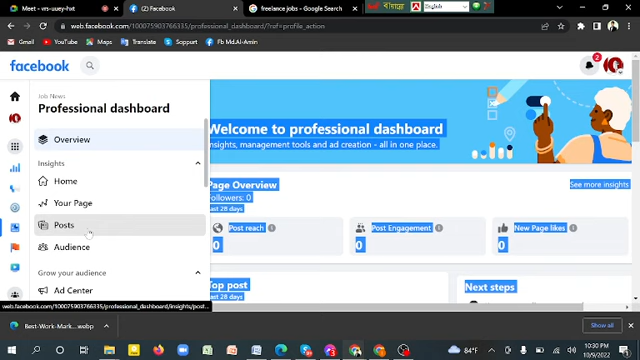 Meet - vns-uuey-hxt
(2) Facebook
freelance jobs - Google Search
English
web.facebook.com/100075093766335/professional_dashboard/?ref=profile_action
Gmail
YouTube
Maps
Translate
Support
Facebook
Fb Md.Al-Amin
facebook
2
Job News
Professional dashboard
Overview
Insights
Home
Your Page
Posts
Audience
Grow your audience
Ad Center
Welcome to professional dashboard
Insights, management tools and ad creation - all in one place.
Page Overview
See more insights
Followers: 0
Last 28 days
Post reach
0
Post Engagement
0
New Page likes
0
Top post
Last 28 days
Next steps
web.facebook.com/100075093766335/professional_dashboard/insights/post...
Best-Work-Mark....webp
Show all
84°F
10:30 PM
10/9/2022